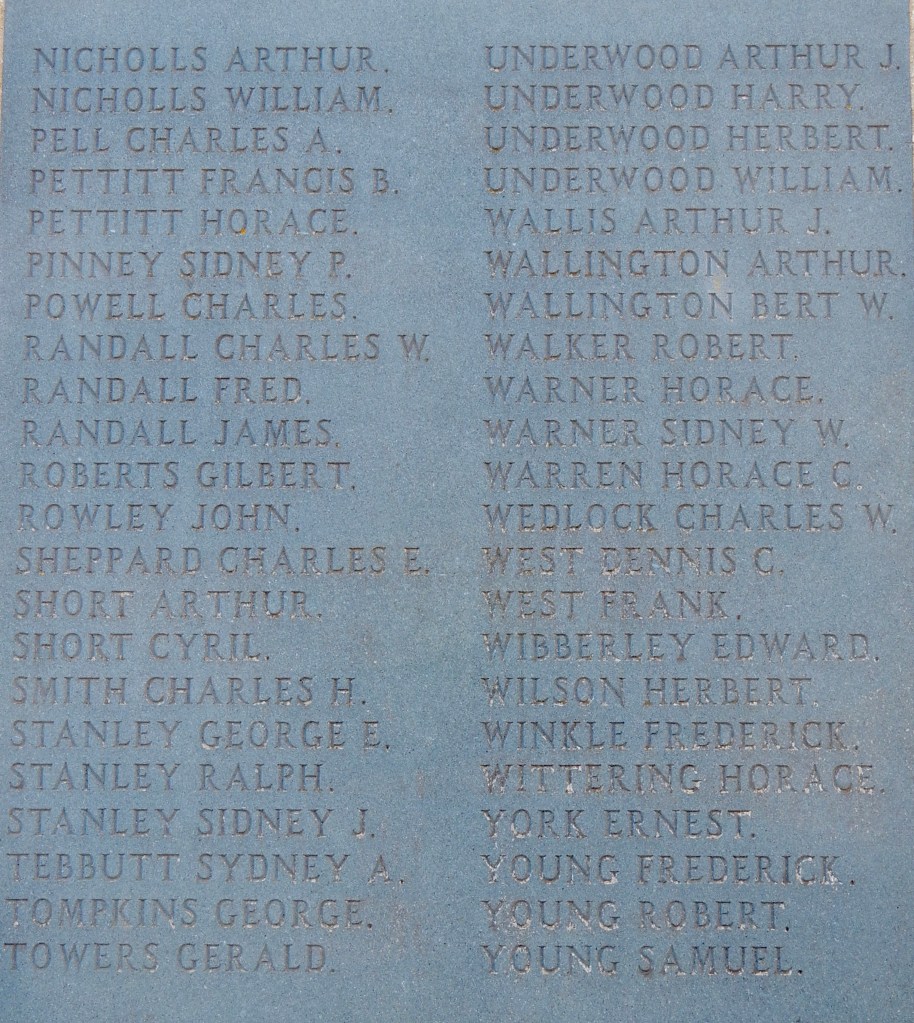 NICHOLLS ARTHUR.
NICHOLLS WILLIAM.
PELL CHARLES A.
PETTITT FRANCIS B.
PETTITT HORACE.
PINNEY SIDNEY P.
POWELL CHARLES.
RANDALL CHARLES W.
RANDALL FRED.
RANDALL JAMES.
ROBERTS GILBERT.
ROWLEY JOHN.
SHEPPARD CHARLES E.
SHORT ARTHUR.
SHORT CYRIL.
SMITH CHARLES H.
STANLEY GEORGE E.
STANLEY RALPH.
STANLEY SIDNEY J.
TEBBUTT SYDNEY A.
TOMPKINS GEORGE.
TOWERS GERALD.
UNDERWOOD ARTHUR J.
UNDERWOOD HARRY.
UNDERWOOD HERBERT.
UNDERWOOD WILLIAM.
WALLIS ARTHUR J.
WALLINGTON ARTHUR.
WALLINGTON BERT W.
WALKER ROBERT.
WARNER HORACE.
WARNER SIDNEY W.
WARREN HORACE C.
WEDLOCK CHARLES W.
WEST DENNIS C.
WEST FRANK.
WIBBERLEY EDWARD.
WILSON HERBERT.
WINKLE FREDERICK.
WITTERING HORACE.
YORK ERNEST.
YOUNG FREDERICK.
YOUNG ROBERT.
YOUNG SAMUEL.